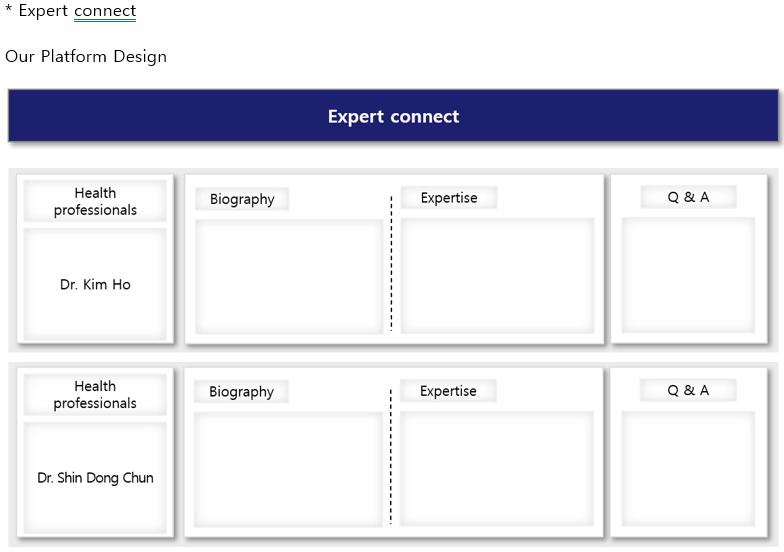 * Expert connect
Our Platform Design
Expert connect
Health
professionals
Dr. Kim Ho
Biography
Expertise
Q & A
Health
professionals
Dr. Shin Dong Chun
Biography
Expertise
Q & A